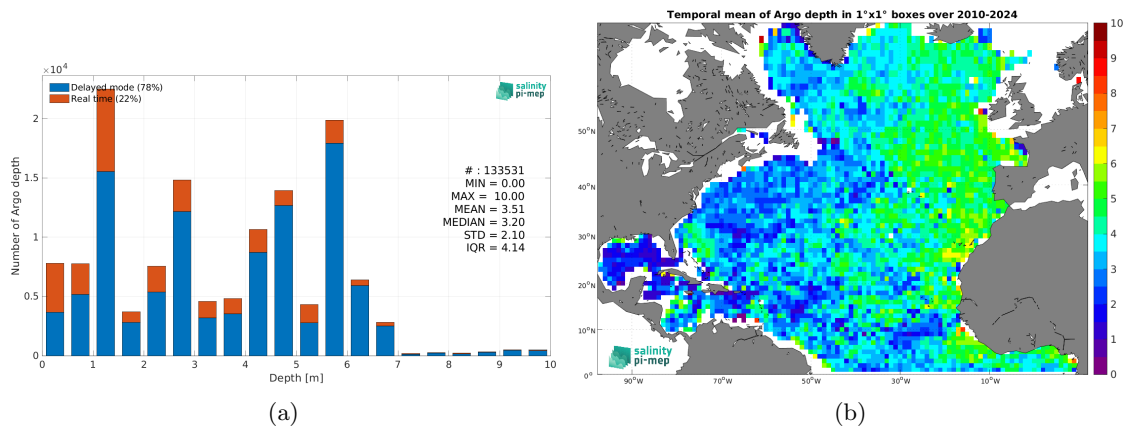 Temporal mean of Argo depth in 1°x1° boxes over 2010-2024
×10⁴
Delayed mode (78%)
Real time (22%)
salinity
pi-mep
2
1.5
1
0.5
0
Number of Argo depth
# : 133531
MIN = 0.00
MAX = 10.00
MEAN = 3.51
MEDIAN = 3.20
STD = 2.10
IQR = 4.14
0 1 2 3 4 5 6 7 8 9 10
Depth [m]
50°N
40°N
30°N
20°N
10°N
0°
90°W 70°W 50°W 30°W 10°W
salinity
pi-mep
10
9
8
7
6
5
4
3
2
1
0
(a)
(b)